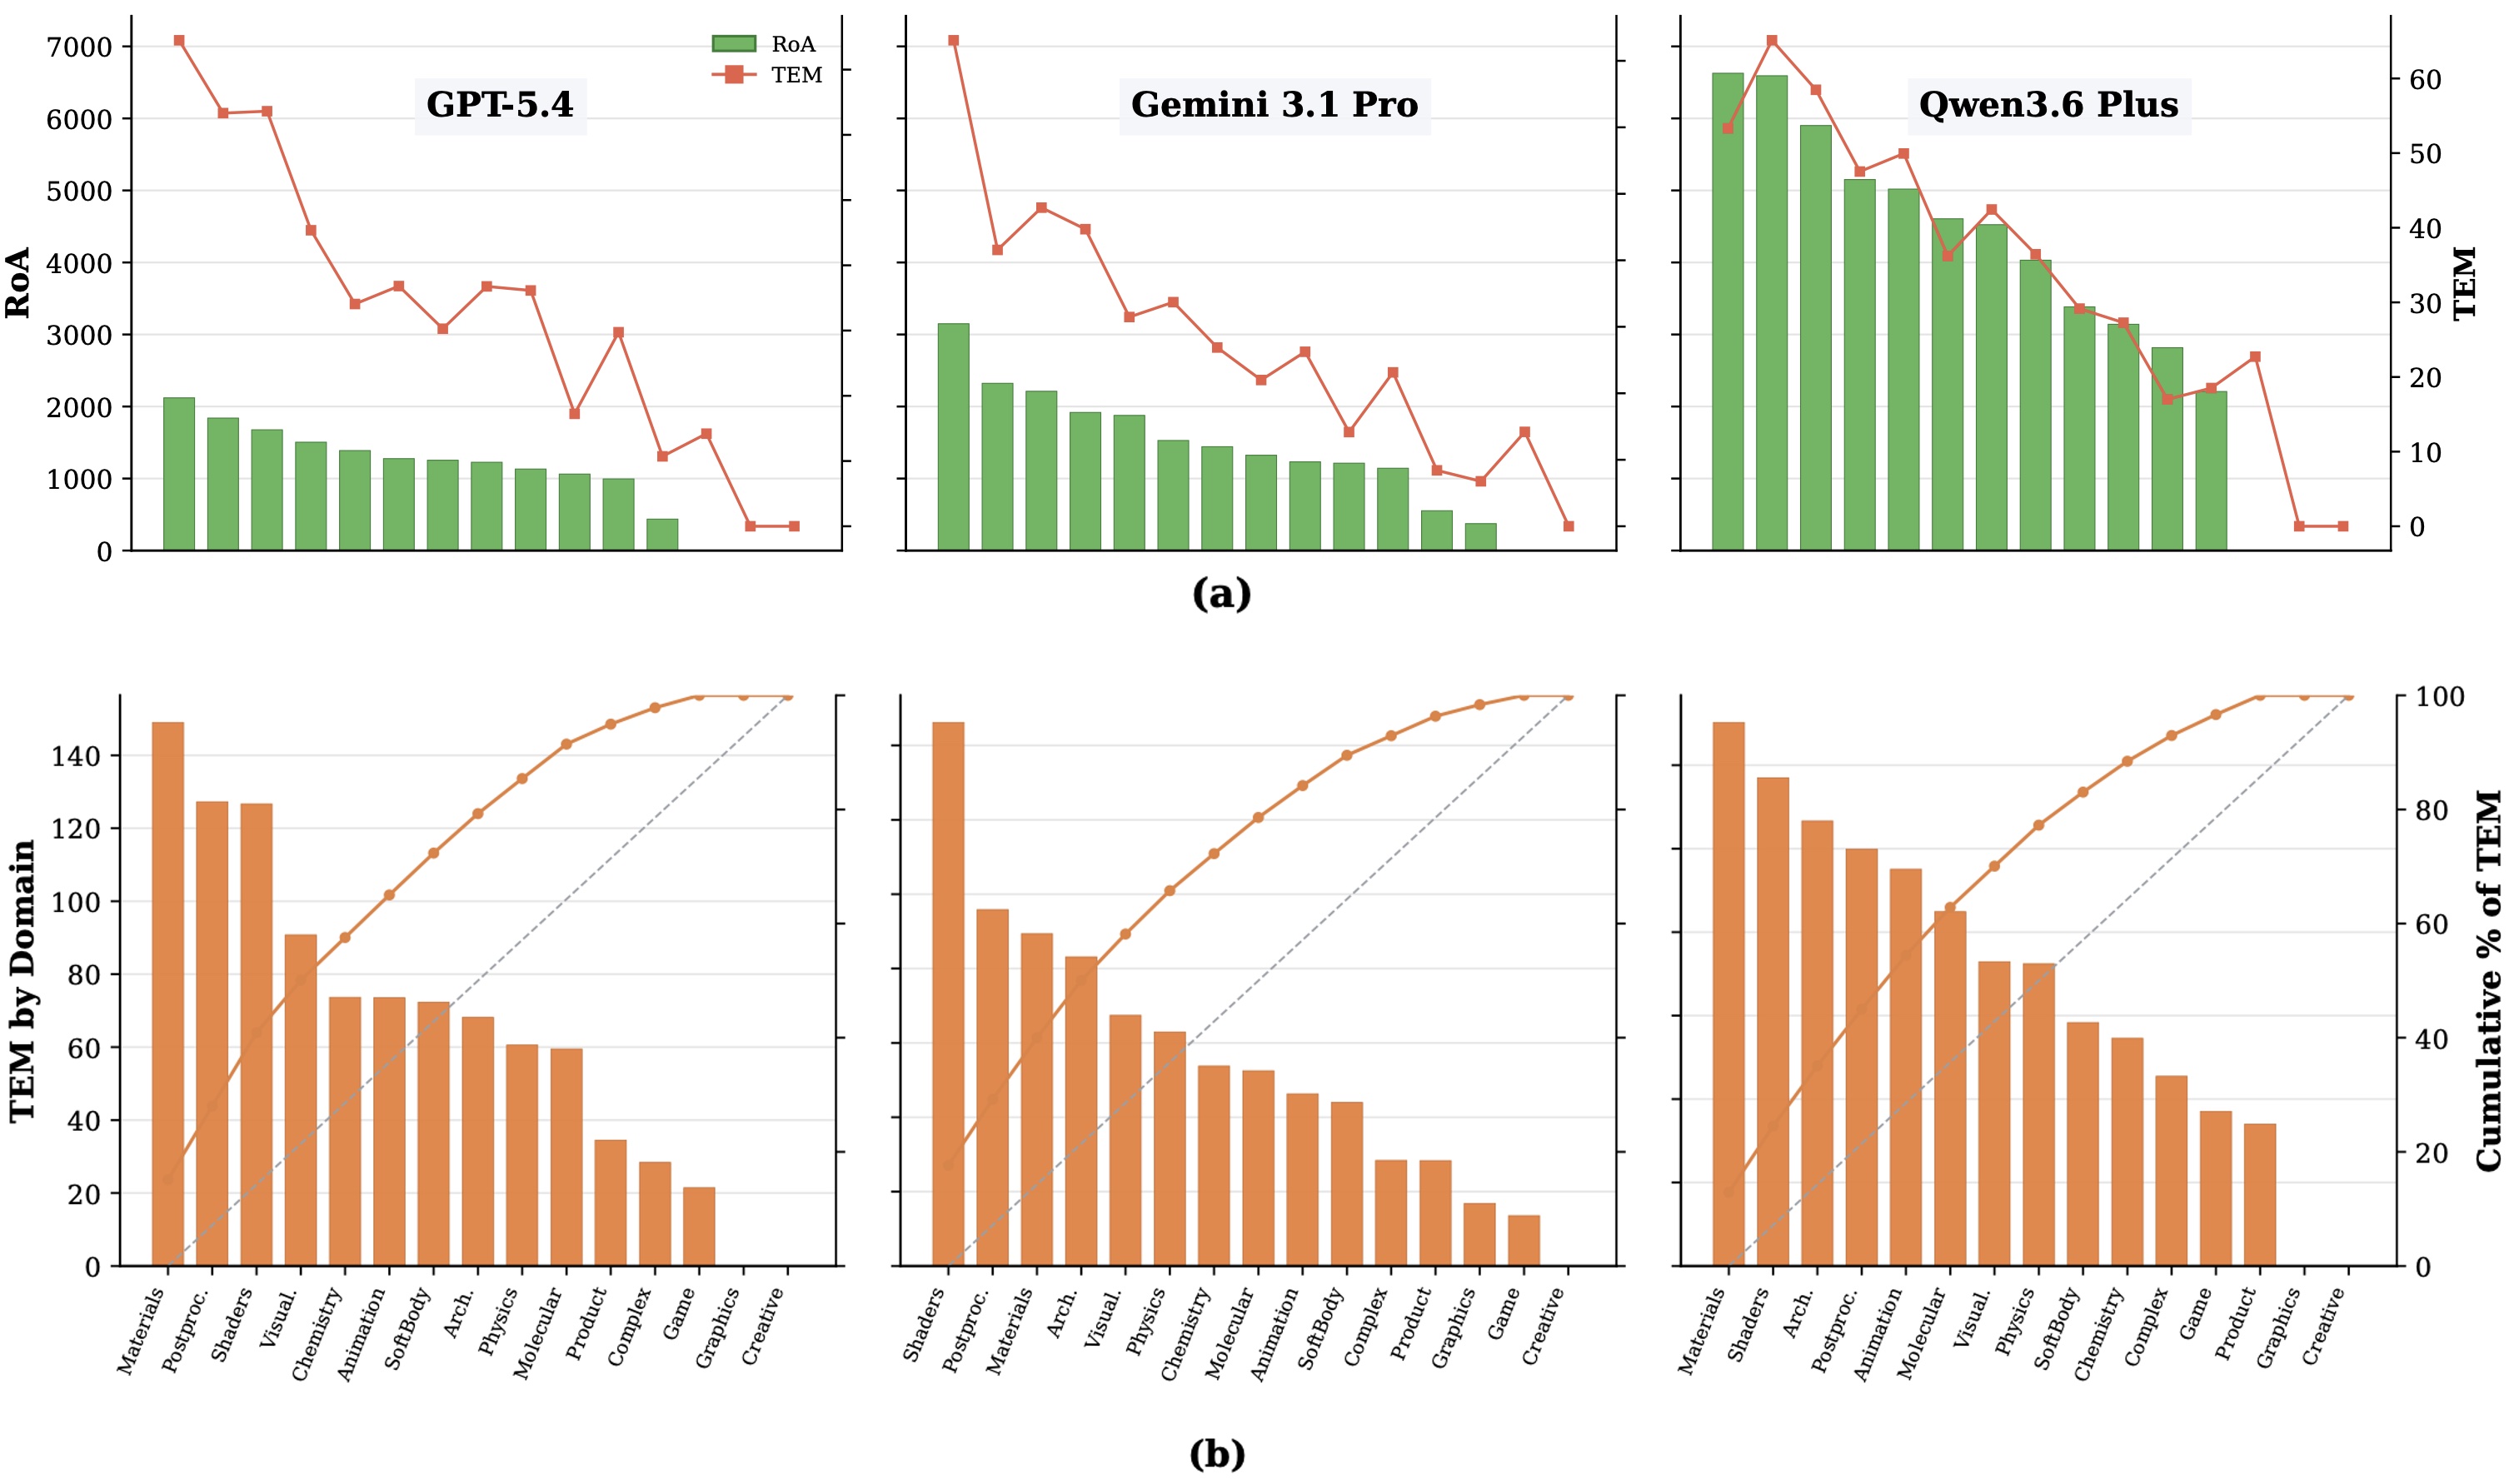 RoA
7000
6000
5000
4000
3000
2000
1000
0
GPT-5.4
RoA
TEM
Gemini 3.1 Pro
Qwen3.6 Plus
60
50
40
30
20
10
0
TEM
(a)
TEM by Domain
140
120
100
80
60
40
20
0
Materials
Postproc.
Shaders
Visual.
Chemistry
Animation
SoftBody
Arch.
Physics
Molecular
Product
Complex
Game
Graphics
Creative
Shaders
Postproc.
Materials
Arch.
Visual.
Physics
Chemistry
Molecular
Animation
SoftBody
Complex
Product
Graphics
Game
Creative
Materials
Shaders
Arch.
Postproc.
Animation
Molecular
Visual.
Physics
SoftBody
Chemistry
Complex
Game
Product
Graphics
Creative
100
80
60
40
20
0
Cumulative % of TEM
(b)